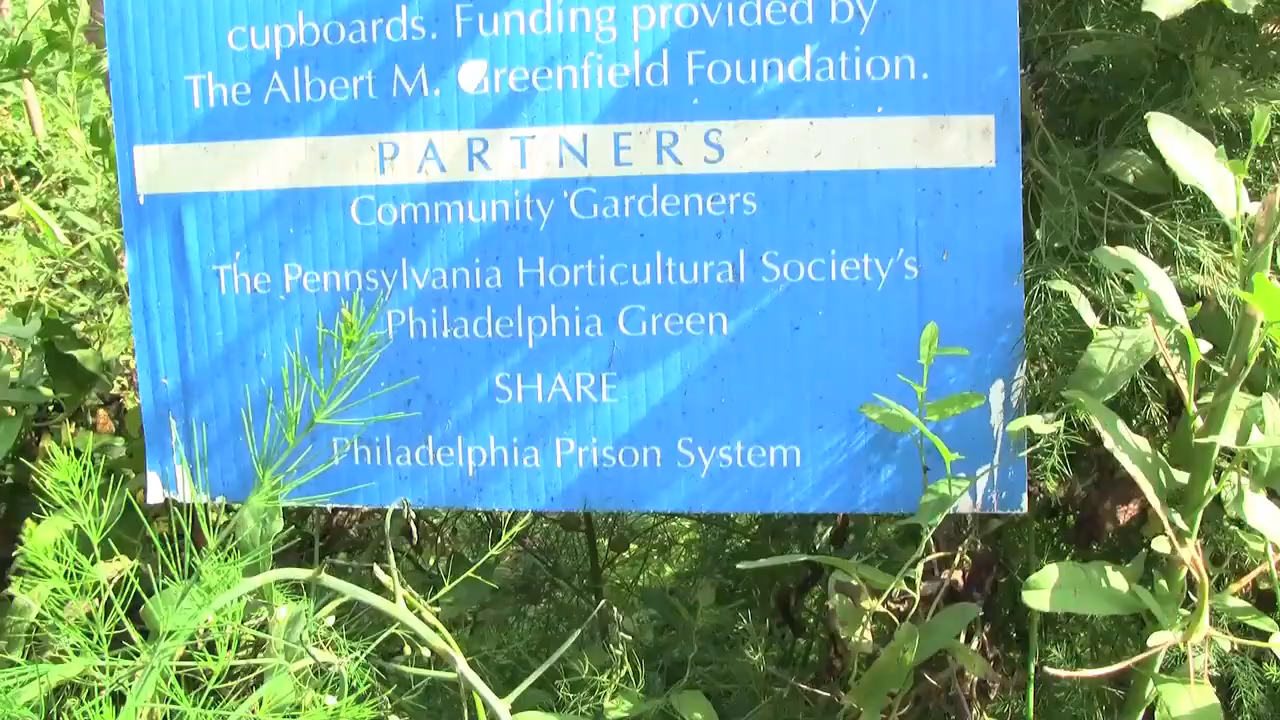 cupboards. Funding provided by
The Albert M. Greenfield Foundation.
PARTNERS
Community Gardeners
The Pennsylvania Horticultural Society's
Philadelphia Green
SHARE
Philadelphia Prison System